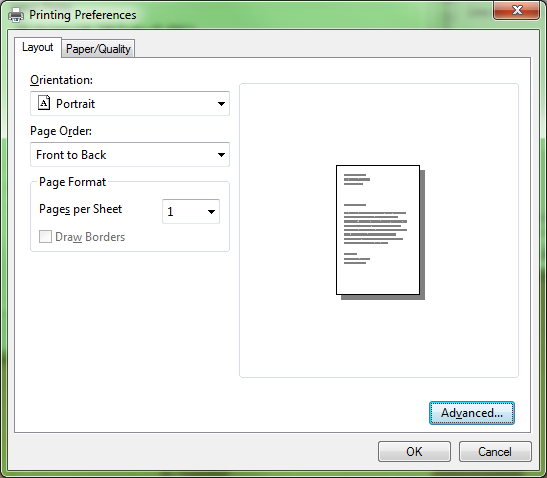 Printing Preferences
Layout
Paper/Quality
Orientation:
A Portrait
Page Order:
Front to Back
Page Format
Pages per Sheet
1
Draw Borders
Advanced...
OK
Cancel